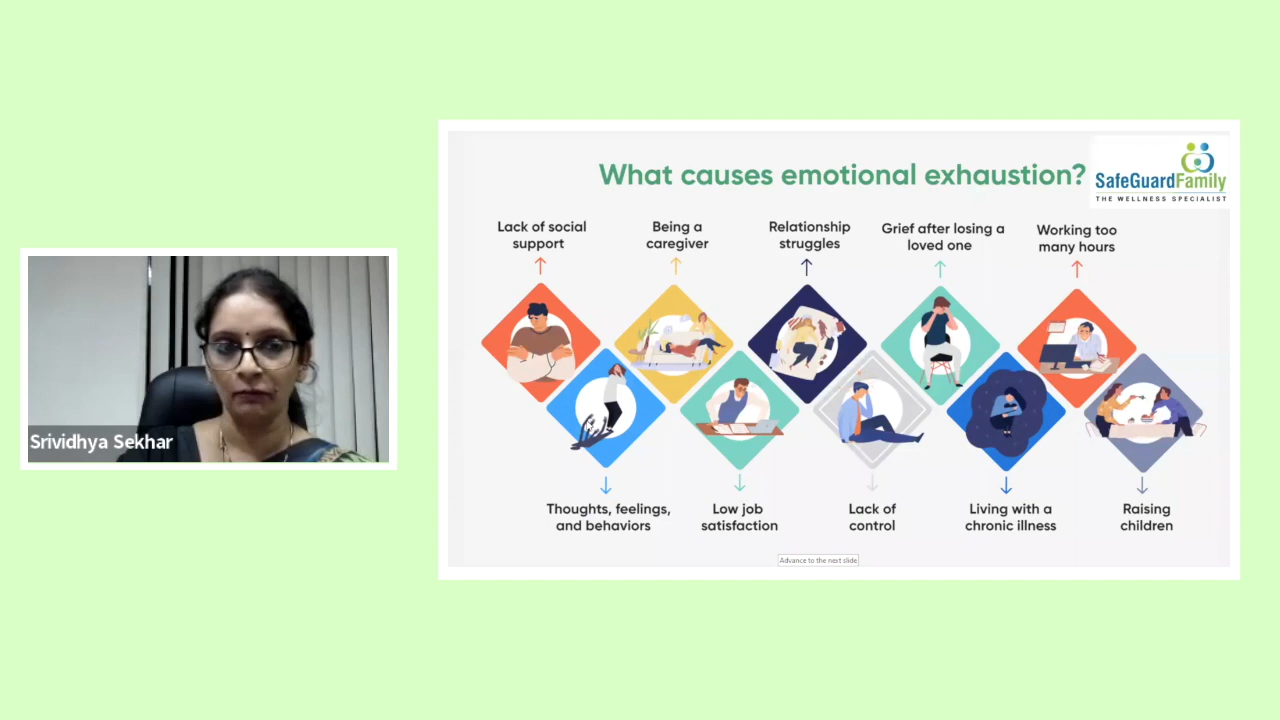 Srividhya Sekhar
What causes emotional exhaustion?
SafeGuardFamily
THE WELLNESS SPECIALIST
Lack of social
support
Being a
caregiver
Relationship
struggles
Grief after losing a
loved one
Working too
many hours
Thoughts, feelings,
and behaviors
Low job
satisfaction
Lack of
control
Living with a
chronic illness
Raising
children
Advance to the next slide